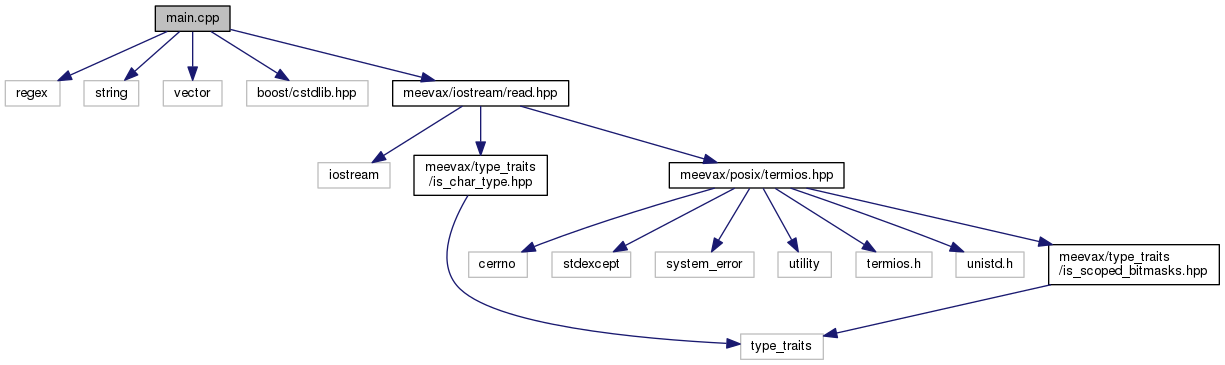 main.cpp
regex
string
vector
boost/cstdlib.hpp
meevax/iostream/read.hpp
iostream
meevax/type_traits
/is_char_type.hpp
meevax/posix/termios.hpp
cerrno
stdexcept
system_error
utility
termios.h
unistd.h
meevax/type_traits
/is_scoped_bitmasks.hpp
type_traits